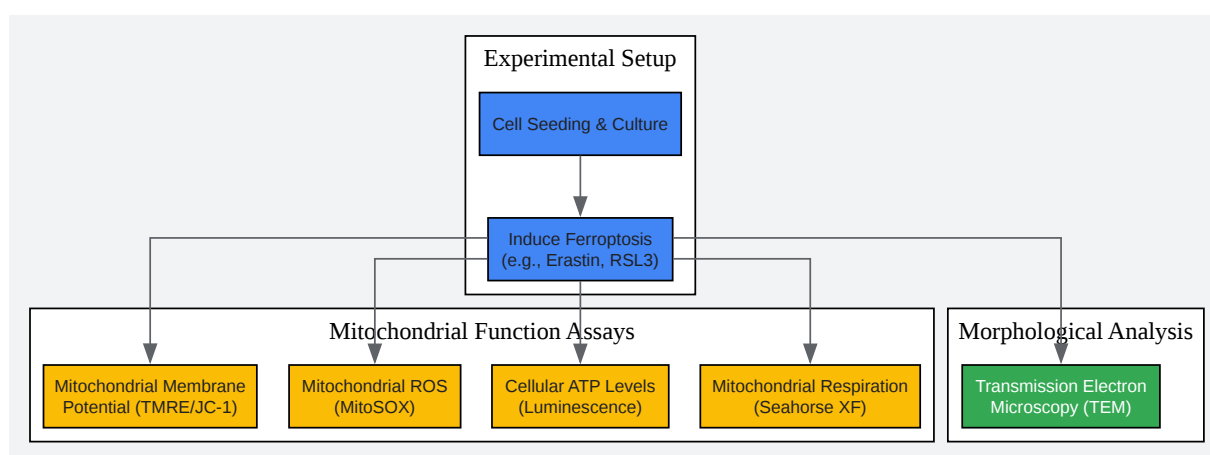 Experimental Setup
Cell Seeding & Culture
Induce Ferroptosis
(e.g., Erastin, RSL3)
Mitochondrial Function Assays
Mitochondrial Membrane
Potential (TMRE/JC-1)
Mitochondrial ROS
(MitoSOX)
Cellular ATP Levels
(Luminescence)
Mitochondrial Respiration
(Seahorse XF)
Morphological Analysis
Transmission Electron
Microscopy (TEM)